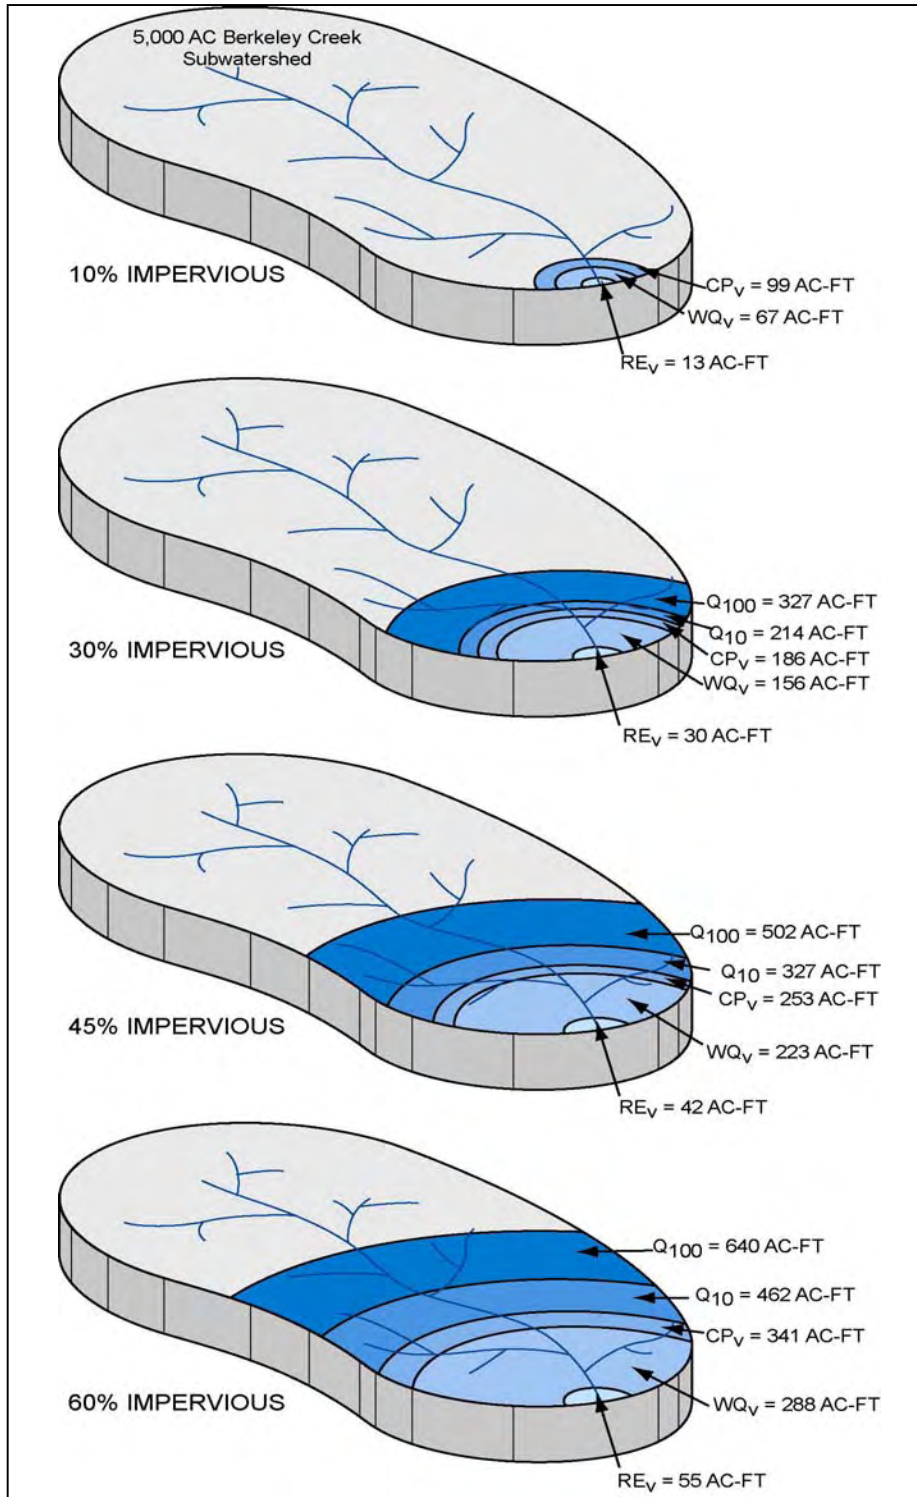 5,000 AC Berkeley Creek
Subwatershed
10% IMPERVIOUS
CPv = 99 AC-FT
WQv = 67 AC-FT
REv = 13 AC-FT
30% IMPERVIOUS
Q100 = 327 AC-FT
Q10 = 214 AC-FT
CPv = 186 AC-FT
WQv = 156 AC-FT
REv = 30 AC-FT
45% IMPERVIOUS
Q100 = 502 AC-FT
Q10 = 327 AC-FT
CPv = 253 AC-FT
WQv = 223 AC-FT
REv = 42 AC-FT
60% IMPERVIOUS
Q100 = 640 AC-FT
Q10 = 462 AC-FT
CPv = 341 AC-FT
WQv = 288 AC-FT
REv = 55 AC-FT